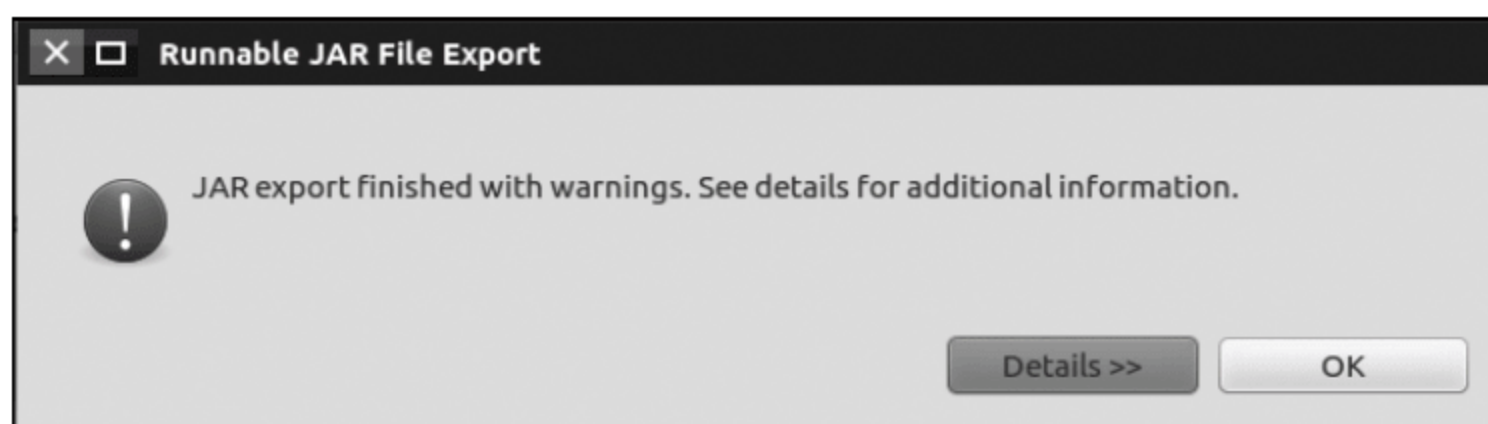 Runnable JAR File Export
JAR export finished with warnings. See details for additional information.
Details >>
OK